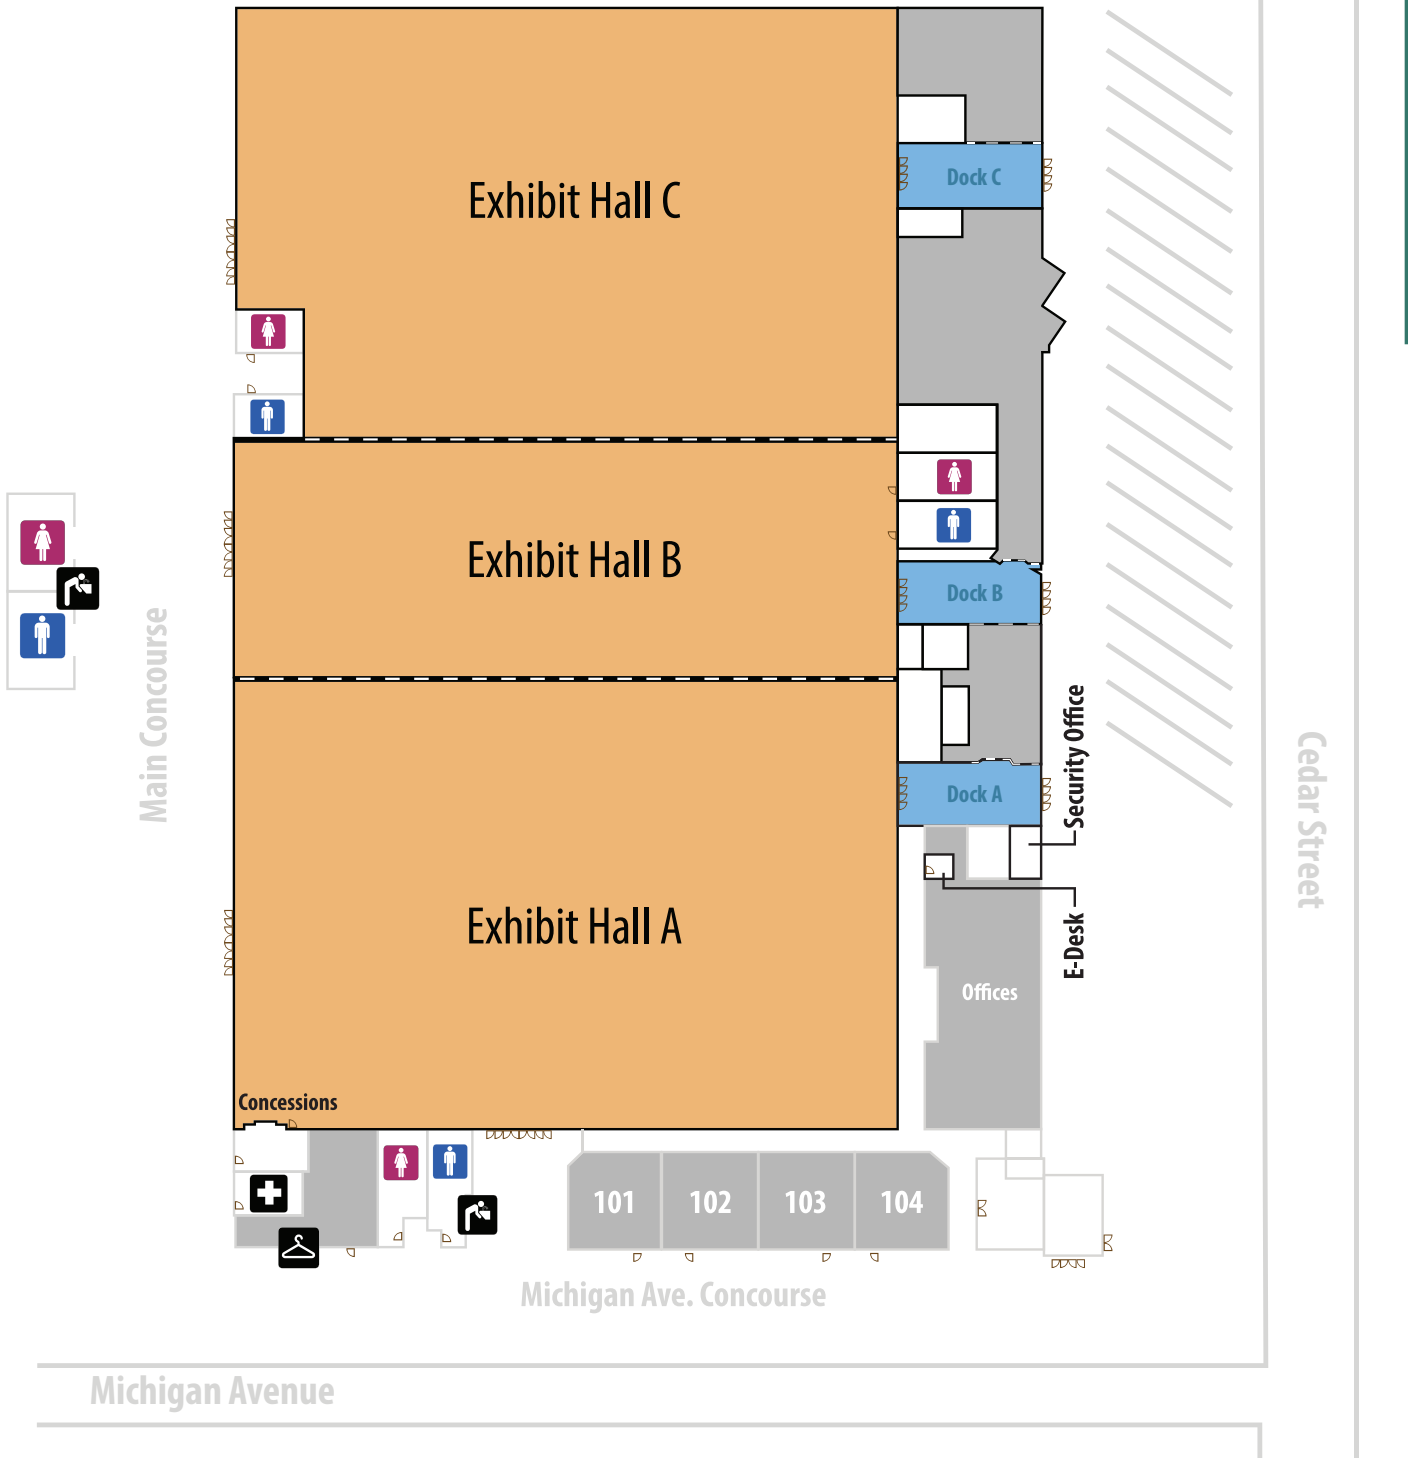 Exhibit Hall C
Dock C
Exhibit Hall B
Dock B
Main Concourse
Security Office
Cedar Street
Dock A
Exhibit Hall A
E-Desk
Offices
Concessions
101
102
103
104
Michigan Ave. Concourse
Michigan Avenue